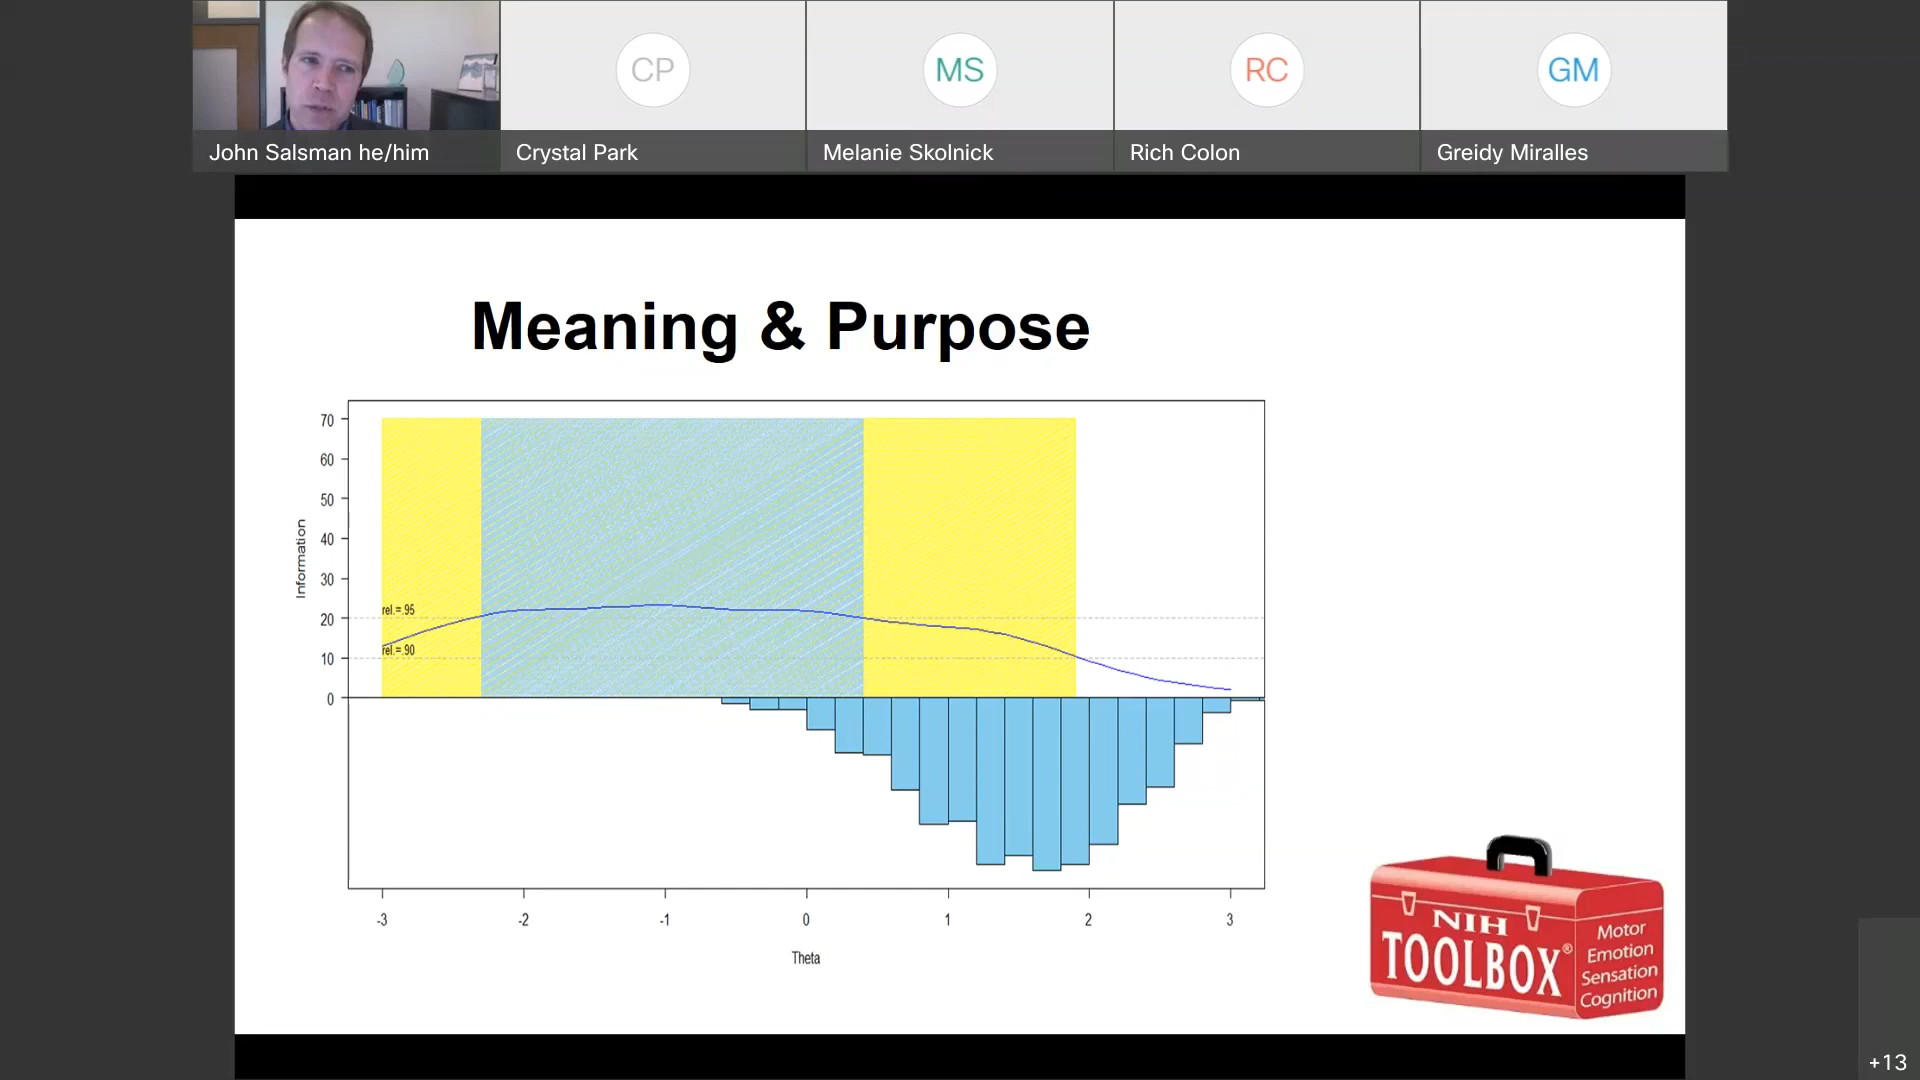 CP
MS
RC
GM
John Salsman he/him
Crystal Park
Melanie Skolnick
Rich Colon
Greidy Miralles
Meaning & Purpose
70
60
50
40
30
20
10
0
Information
rel.=.95
rel.=.90
-3
-2
-1
0
1
2
3
Theta
NIH
TOOLBOX®
Motor
Emotion
Sensation
Cognition
+13